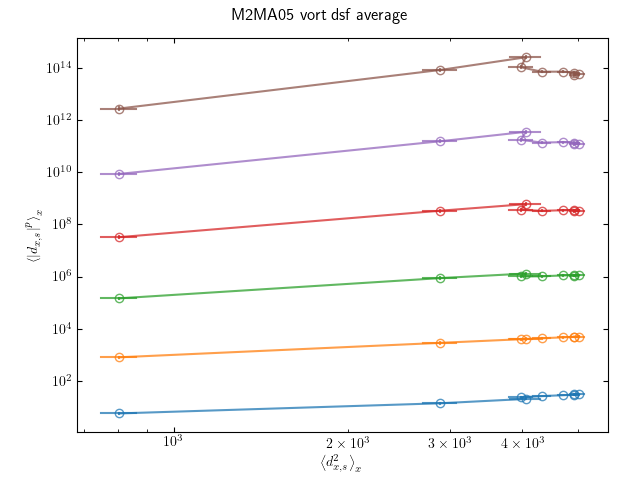 M2MA05 vort dsf average
10^14
10^12
10^10
10^8
10^6
10^4
10^2
⟨|d_{x,s}|^p⟩_x
10^3
2 × 10^3
3 × 10^3
4 × 10^3
⟨d_{x,s}^2⟩_x